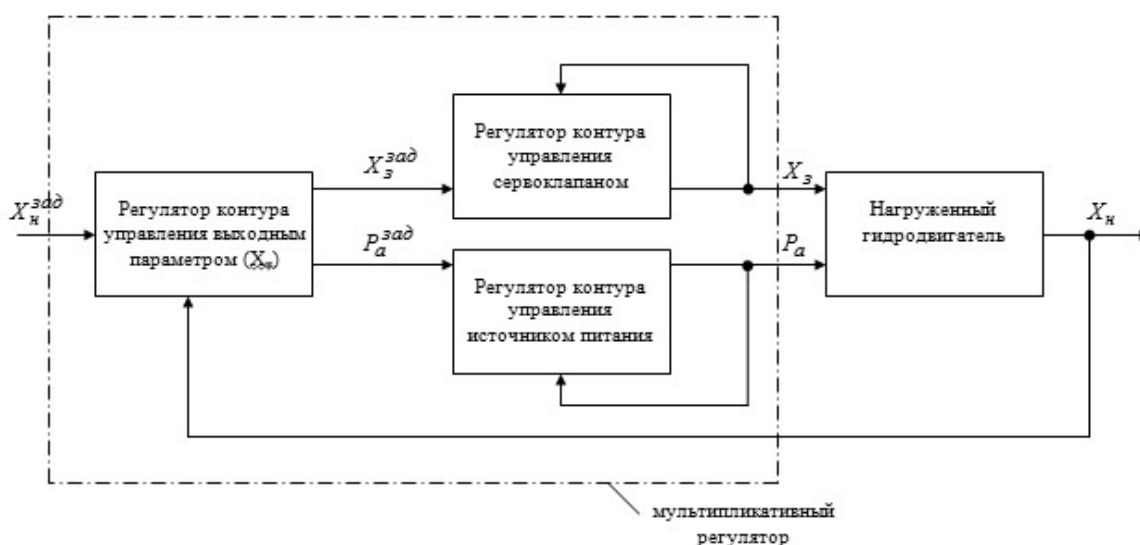 Регулятор контура
управления
сервоклапаном
X_з^зад
X_з
X_н^зад
Регулятор контура
управления выходным
параметром (X_н)
Нагруженный
гидродвигатель
X_н
P_а^зад
P_а
Регулятор контура
управления
источником питания
мультипликативный
регулятор